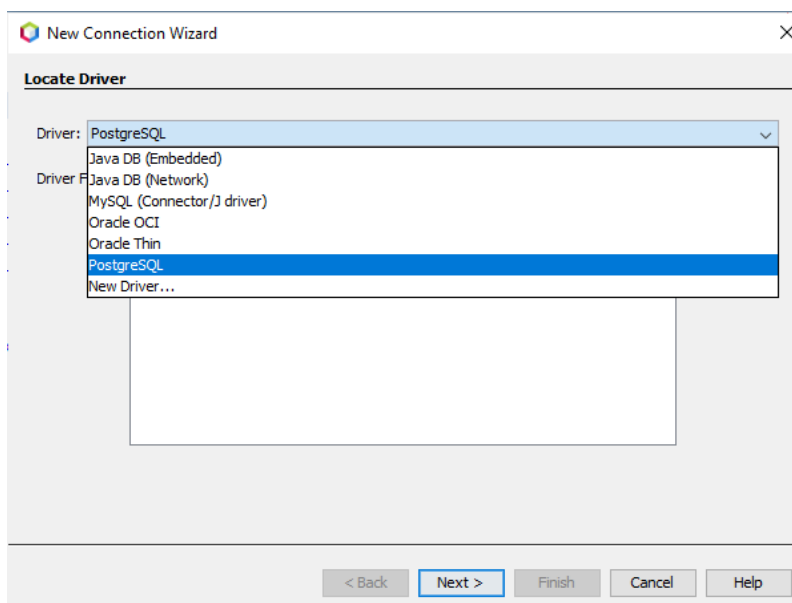 New Connection Wizard
Locate Driver
Driver: PostgreSQL
Driver F
Java DB (Embedded)
Java DB (Network)
MySQL (Connector/J driver)
Oracle OCI
Oracle Thin
PostgreSQL
New Driver...
< Back Next > Finish Cancel Help